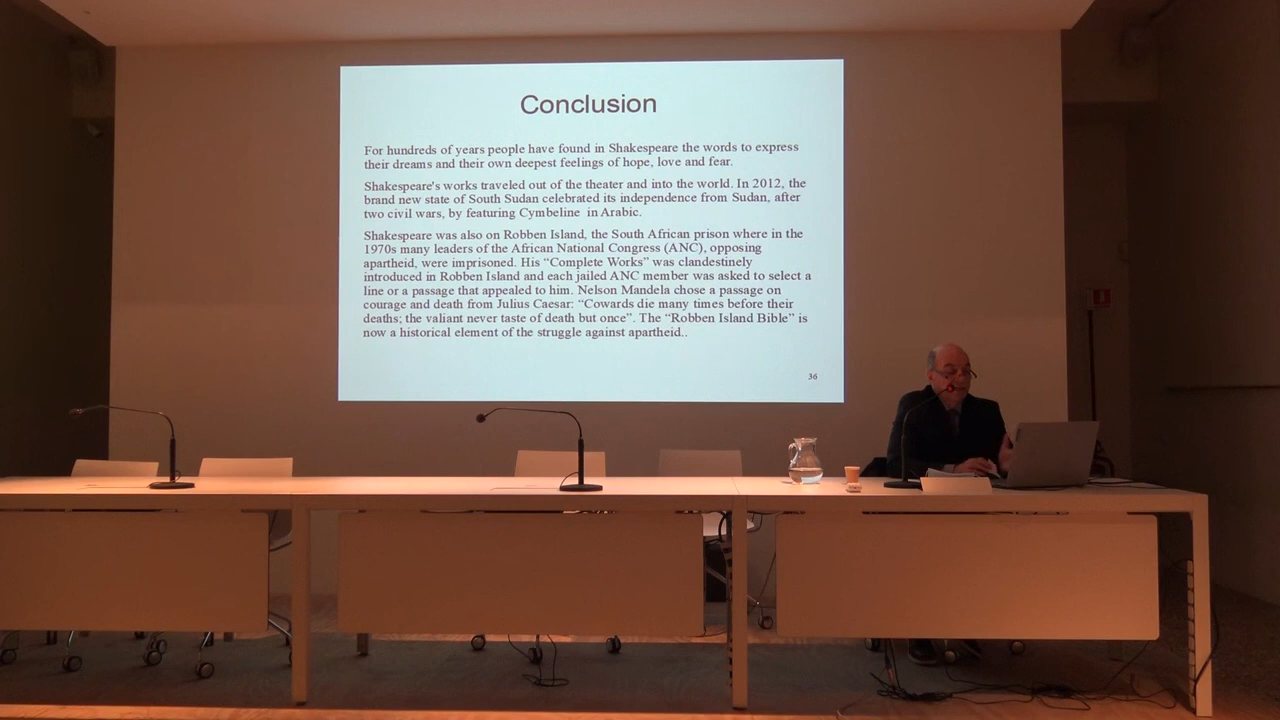 Conclusion
For hundreds of years people have found in Shakespeare the words to express
their dreams and their own deepest feelings of hope, love and fear.
Shakespeare's works traveled out of the theater and into the world. In 2012, the
brand new state of South Sudan celebrated its independence from Sudan, after
two civil wars, by featuring Cymbeline in Arabic.
Shakespeare was also on Robben Island, the South African prison where in the
1970s many leaders of the African National Congress (ANC), opposing
apartheid, were imprisoned. His “Complete Works” was clandestinely
introduced in Robben Island and each jailed ANC member was asked to select a
line or a passage that appealed to him. Nelson Mandela chose a passage on
courage and death from Julius Caesar: “Cowards die many times before their
deaths; the valiant never taste of death but once”. The “Robben Island Bible” is
now a historical element of the struggle against apartheid..
36